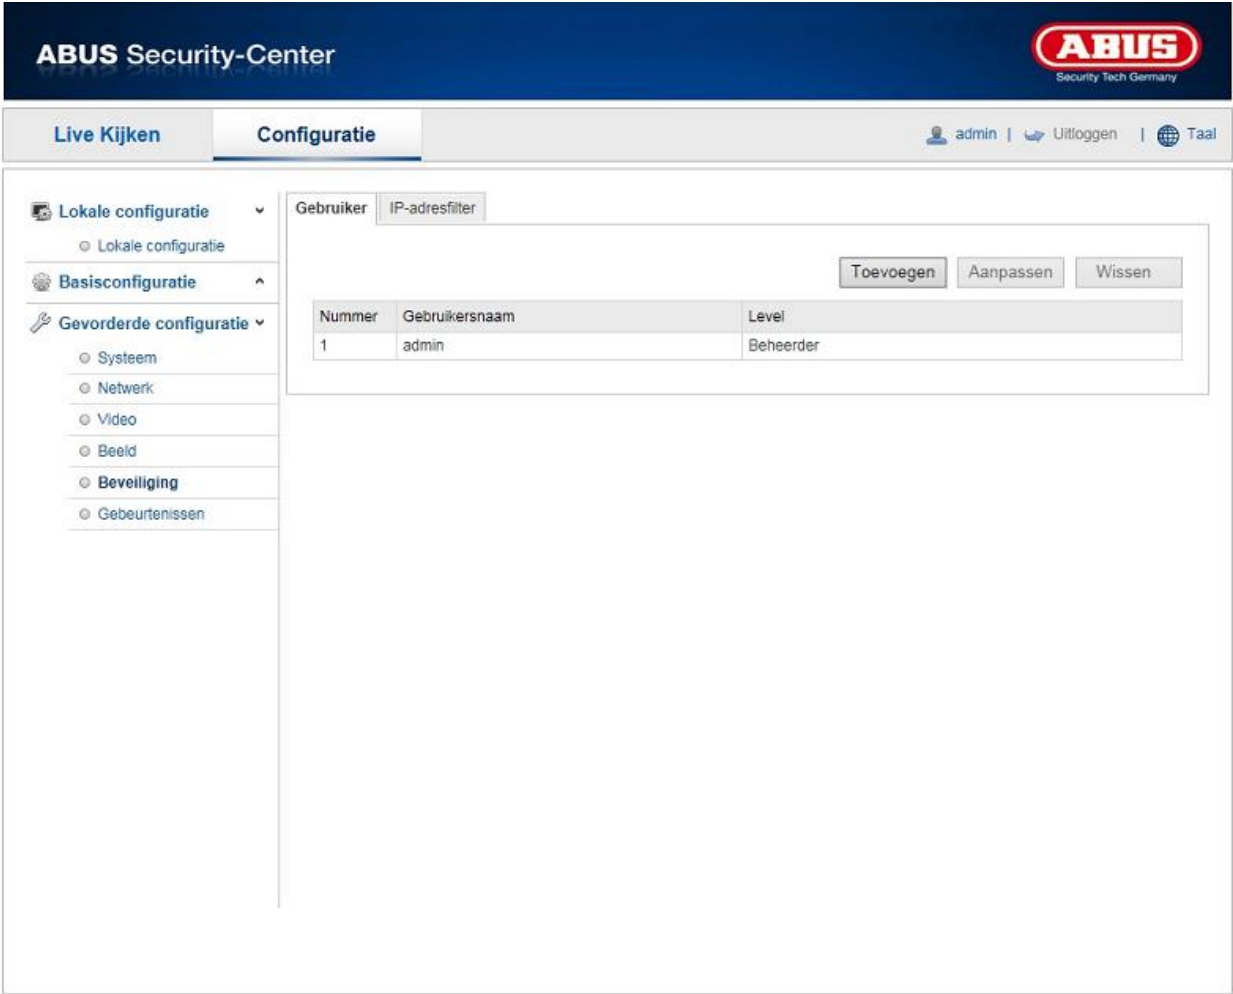 ABUS Security-Center
ABUS
Security Tech Germany
Live Kijken
Configuratie
admin | Uitloggen | Taal
Lokale configuratie
Lokale configuratie
Basisconfiguratie
Gevorderde configuratie
Systeem
Netwerk
Video
Beeld
Beveiliging
Gebeurtenissen
Gebruiker IP-adresfilter
Toevoegen Aanpassen Wissen
Nummer Gebruikersnaam Level
1 admin Beheerder